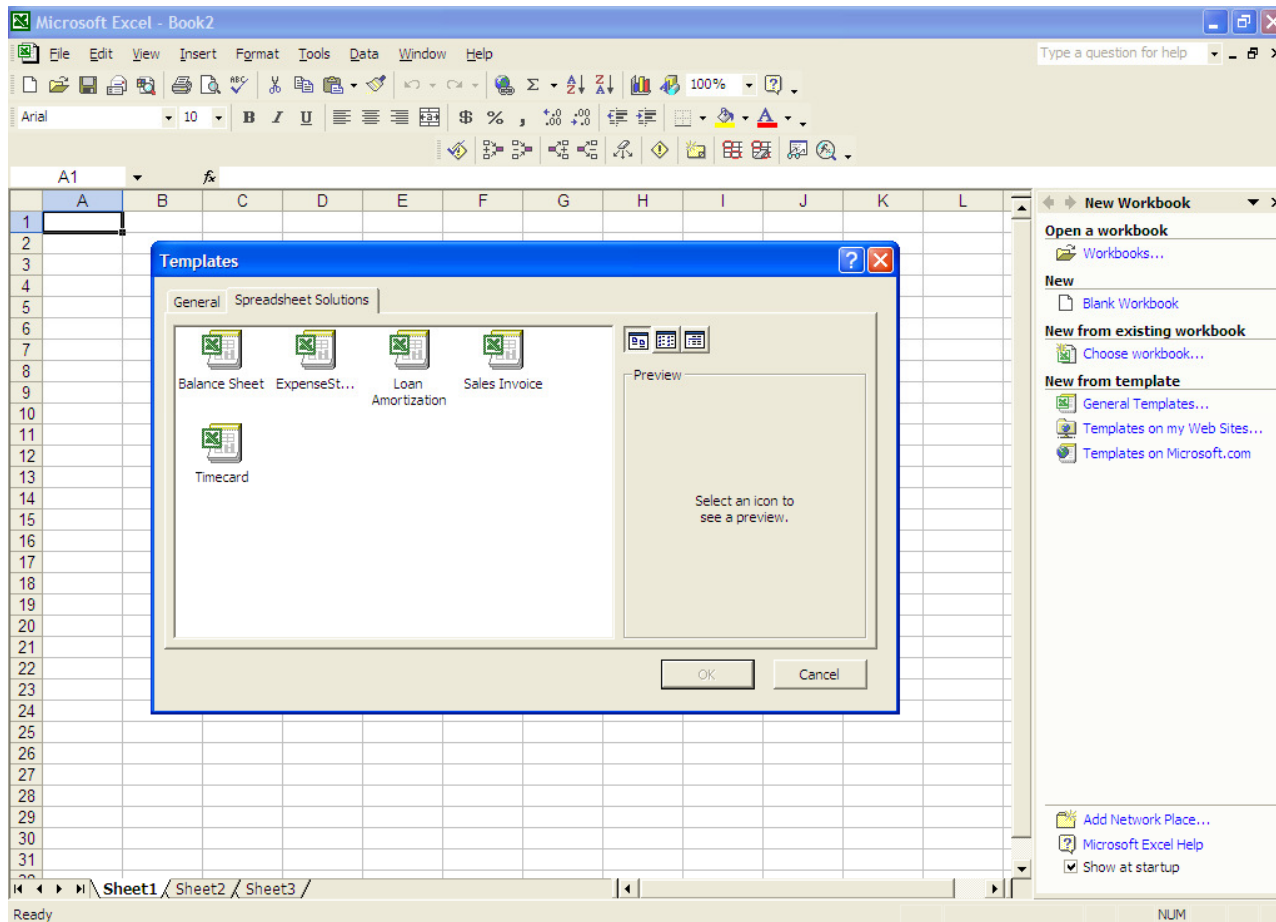 Microsoft Excel - Book2
File Edit View Insert Format Tools Data Window Help
Type a question for help
ABC Σ A Z Z A 100% ?
Arial 10 B I U $ % , A
A1 fx
A B C D E F G H I J K L
New Workbook
1
2
3
4
5
6
7
8
9
10
11
12
13
14
15
16
17
18
19
20
21
22
23
24
25
26
27
28
29
30
31
Templates
General Spreadsheet Solutions
Balance Sheet ExpenseSt... Loan Amortization Sales Invoice
Timecard
Preview
Select an icon to
see a preview.
OK Cancel
Open a workbook
Workbooks...
New
Blank Workbook
New from existing workbook
Choose workbook...
New from template
General Templates...
Templates on my Web Sites...
Templates on Microsoft.com
Add Network Place...
Microsoft Excel Help
Show at startup
Sheet1 Sheet2 Sheet3
Ready NUM